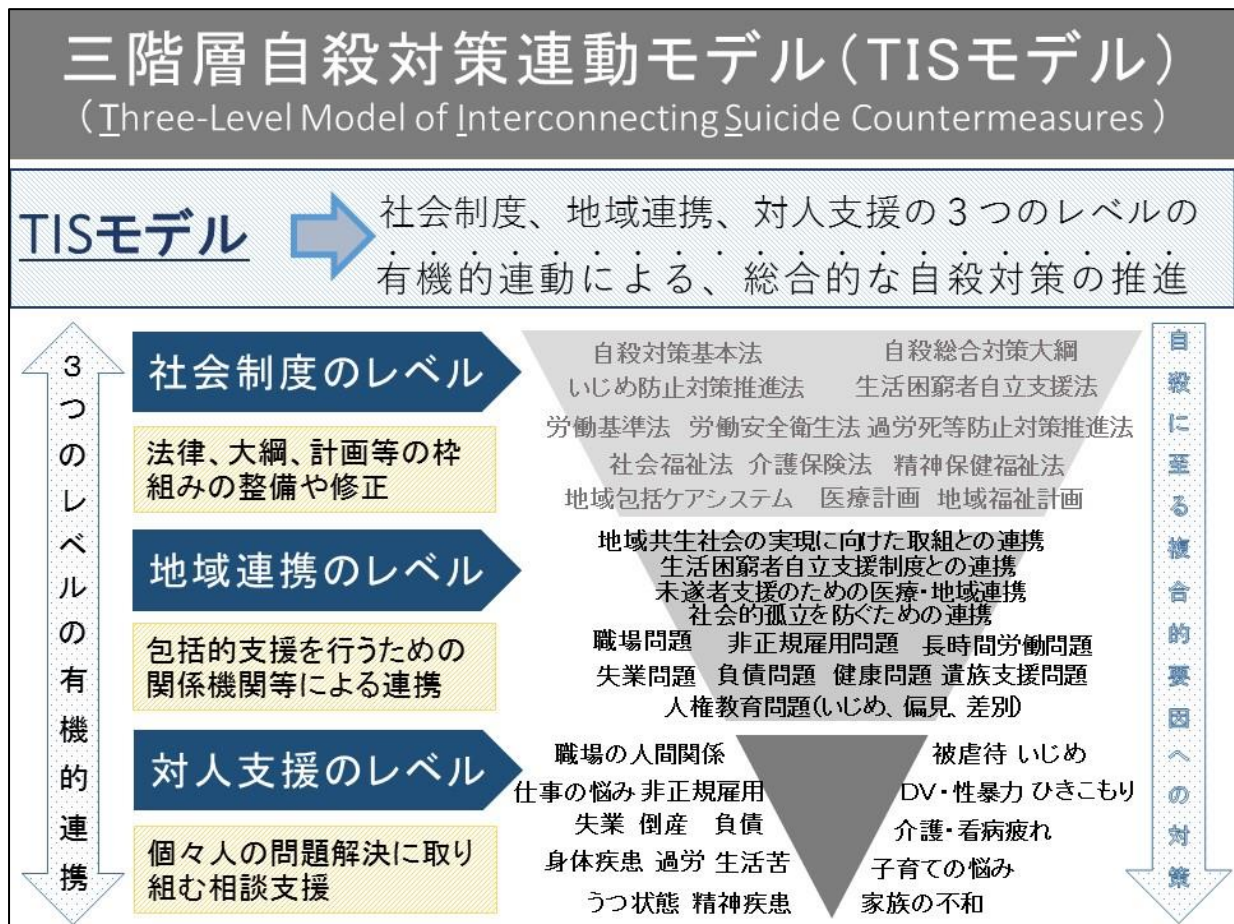 三階層自殺対策連動モデル(TISモデル)
(Three-Level Model of Interconnecting Suicide Countermeasures)
TISモデル
社会制度、地域連携、対人支援の3つのレベルの
有機的連動による、総合的な自殺対策の推進
3つのレベルの有機的連携
社会制度のレベル
法律、大綱、計画等の枠
組みの整備や修正
自殺対策基本法 自殺総合対策大綱
いじめ防止対策推進法 生活困窮者自立支援法
労働基準法 労働安全衛生法 過労死等防止対策推進法
社会福祉法 介護保険法 精神保健福祉法
地域包括ケアシステム 医療計画 地域福祉計画
地域連携のレベル
包括的支援を行うための
関係機関等による連携
地域共生社会の実現に向けた取組との連携
生活困窮者自立支援制度との連携
未遂者支援のための医療・地域連携
社会的孤立を防ぐための連携
職場問題 非正規雇用問題 長時間労働問題
失業問題 負債問題 健康問題 遺族支援問題
人権教育問題(いじめ、偏見、差別)
対人支援のレベル
個々人の問題解決に取り
組む相談支援
職場の人間関係 被虐待 いじめ
仕事の悩み 非正規雇用 DV・性暴力 ひきこもり
失業 倒産 負債 介護・看病疲れ
身体疾患 過労 生活苦 子育ての悩み
うつ状態 精神疾患 家族の不和
自殺に至る複合的要因への対策